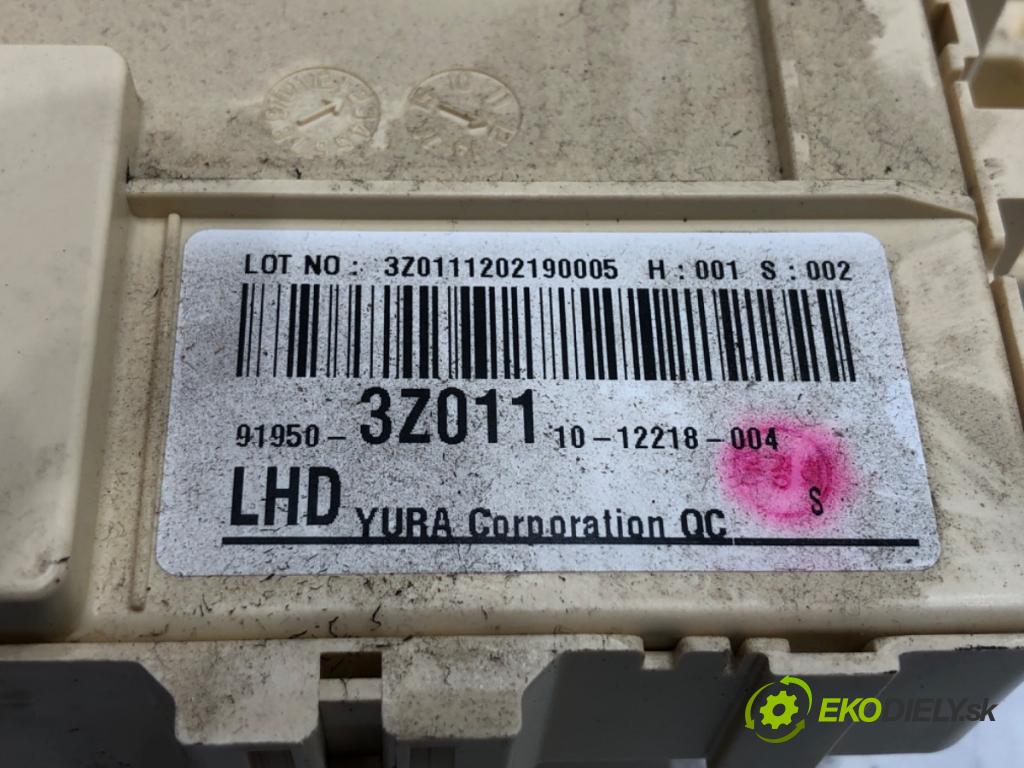 LOT NO : 3Z0111202190005 H : 001 S : 002
91950- 3Z011 10-12218-004
LHD YURA Corporation QC S
EKODIELY.sk